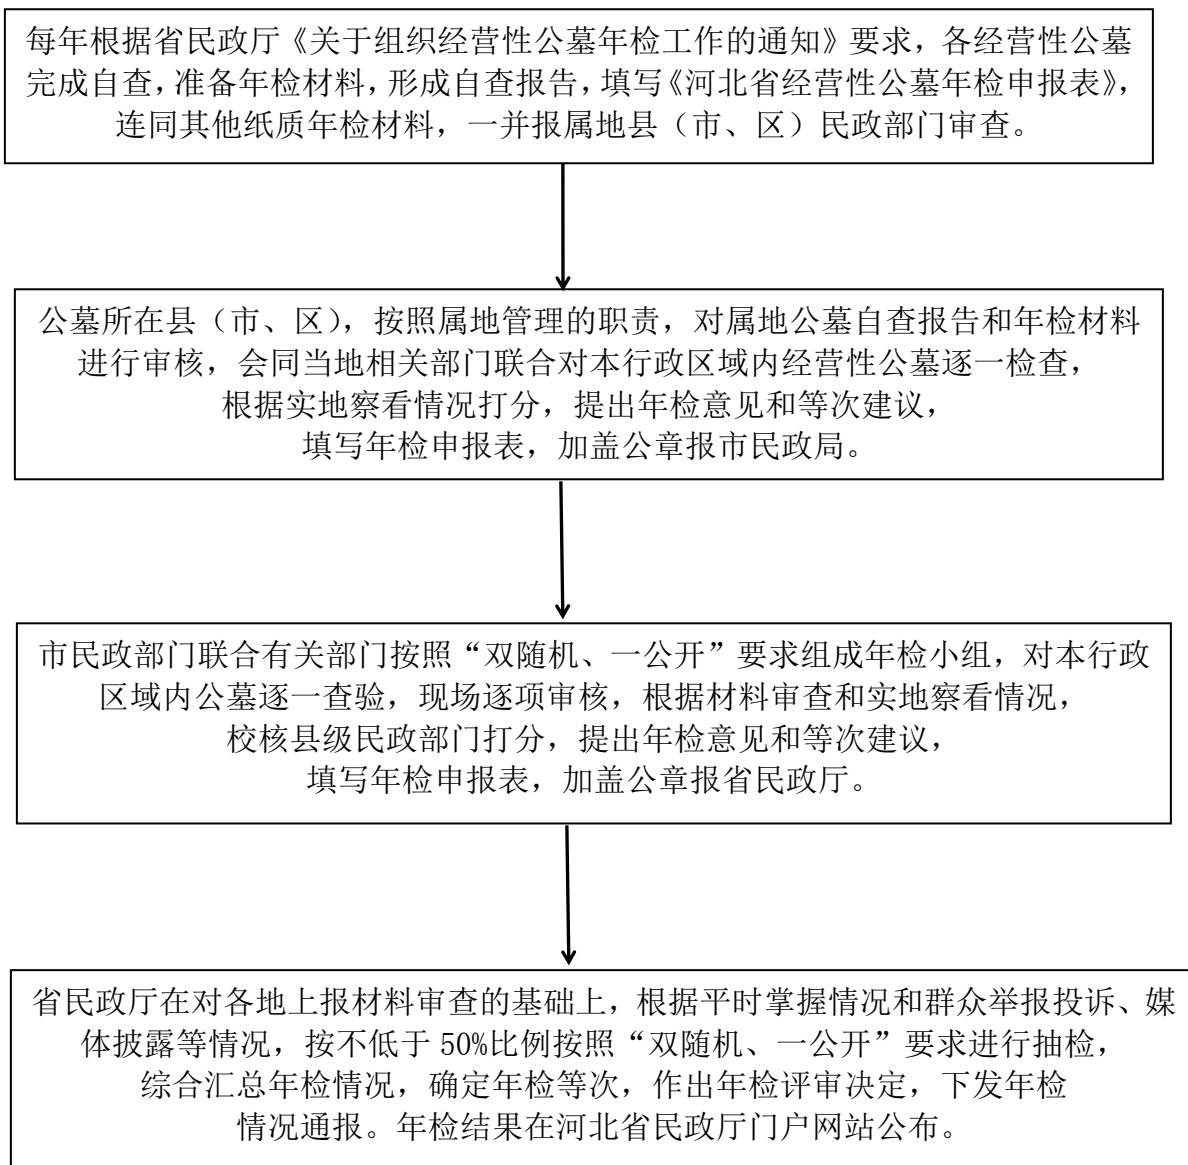 每年根据省民政厅《关于组织经营性公墓年检工作的通知》要求，各经营性公墓
完成自查，准备年检材料，形成自查报告，填写《河北省经营性公墓年检申报表》，
连同其他纸质年检材料，一并报属地县（市、区）民政部门审查。
公墓所在县（市、区），按照属地管理的职责，对属地公墓自查报告和年检材料
进行审核，会同当地相关部门联合对本行政区域内经营性公墓逐一检查，
根据实地察看情况打分，提出年检意见和等次建议，
填写年检申报表，加盖公章报市民政局。
市民政部门联合有关部门按照“双随机、一公开”要求组成年检小组，对本行政
区域内公墓逐一查验，现场逐项审核，根据材料审查和实地察看情况，
校核县级民政部门打分，提出年检意见和等次建议，
填写年检申报表，加盖公章报省民政厅。
省民政厅在对各地上报材料审查的基础上，根据平时掌握情况和群众举报投诉、媒
体披露等情况，按不低于 50%比例按照“双随机、一公开”要求进行抽检，
综合汇总年检情况，确定年检等次，作出年检评审决定，下发年检
情况通报。年检结果在河北省民政厅门户网站公布。